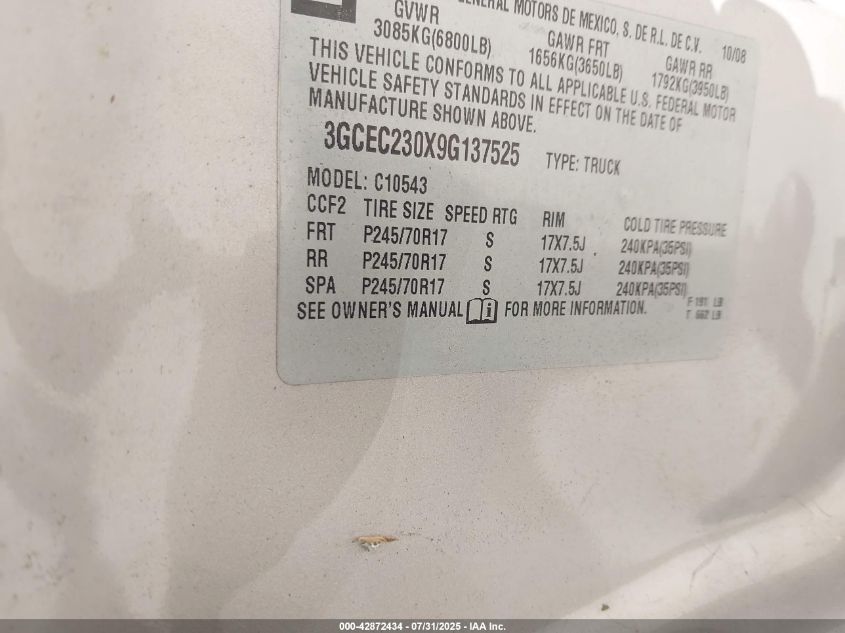 GENERAL MOTORS DE MEXICO, S. DE R.L. DE C.V. 10/08
GVWR GAWR FRT GAWR RR
3085KG(6800LB) 1656KG(3650LB) 1792KG(3950LB)
THIS VEHICLE CONFORMS TO ALL APPLICABLE U.S. FEDERAL MOTOR
VEHICLE SAFETY STANDARDS IN EFFECT ON THE DATE OF
MANUFACTURE SHOWN ABOVE.
3GCEC230X9G137525 TYPE: TRUCK
MODEL: C10543
CCF2 TIRE SIZE SPEED RTG RIM COLD TIRE PRESSURE
FRT P245/70R17 S 17X7.5J 240KPA(35PSI)
RR P245/70R17 S 17X7.5J 240KPA(35PSI)
SPA P245/70R17 S 17X7.5J 240KPA(35PSI)
SEE OWNER'S MANUAL i FOR MORE INFORMATION.
F 191 LB
T 662 LB
000-42872434 - 07/31/2025 - IAA Inc.